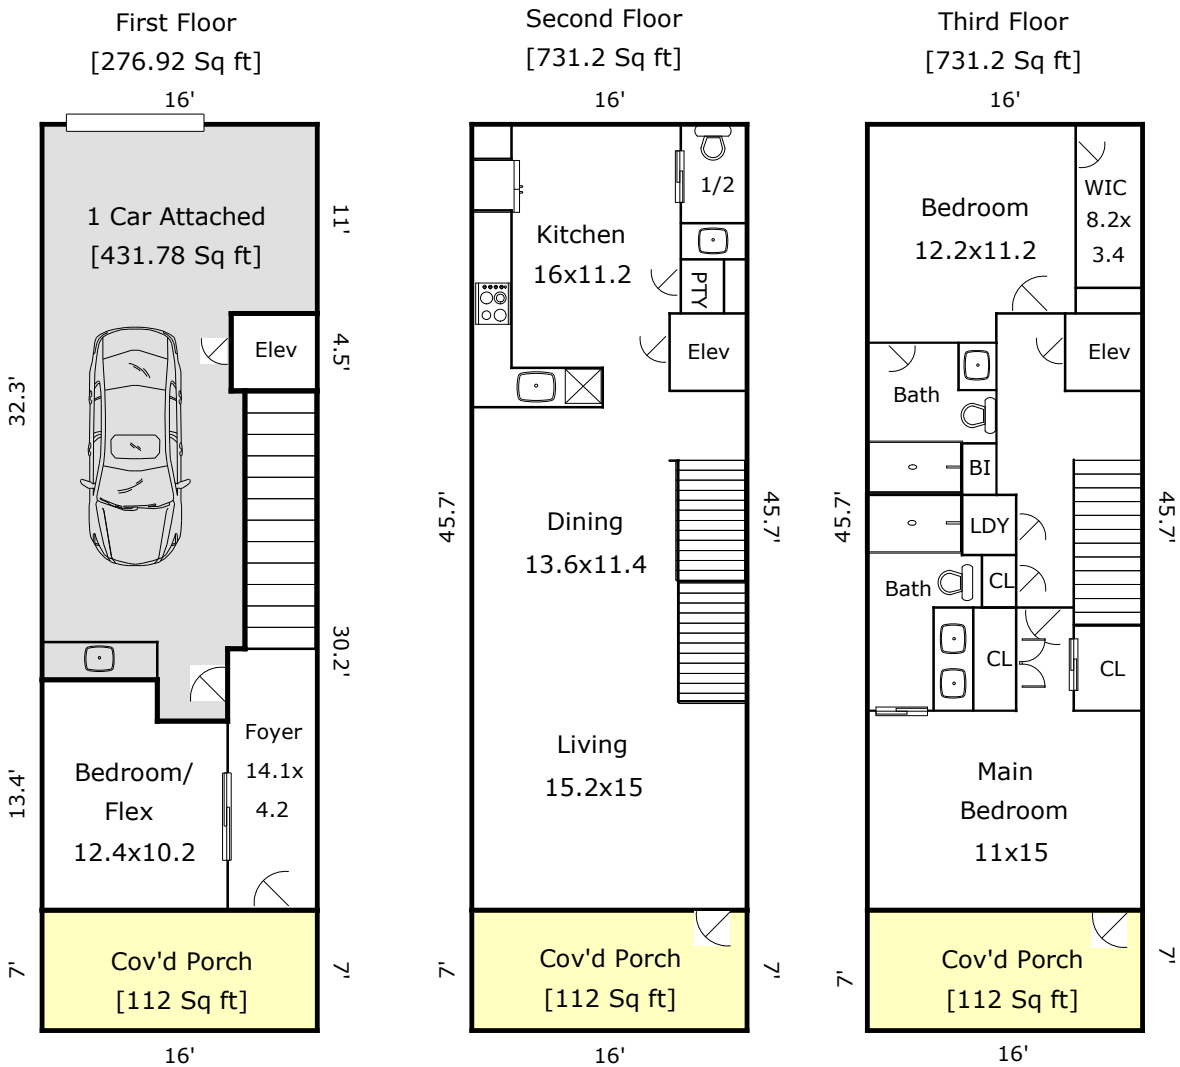 First Floor
[276.92 Sq ft]
16'
1 Car Attached
[431.78 Sq ft]
11'
Elev
4.5'
32.3'
30.2'
Foyer
14.1x
4.2
Bedroom/
Flex
12.4x10.2
13.4'
Cov'd Porch
[112 Sq ft]
7'
7'
16'
Second Floor
[731.2 Sq ft]
16'
1/2
Kitchen
16x11.2
PTY
Elev
45.7'
45.7'
Dining
13.6x11.4
Living
15.2x15
Cov'd Porch
[112 Sq ft]
7'
7'
16'
Third Floor
[731.2 Sq ft]
16'
Bedroom
12.2x11.2
WIC
8.2x
3.4
Elev
Bath
BI
45.7'
45.7'
LDY
Bath
CL
CL
CL
Main
Bedroom
11x15
Cov'd Porch
[112 Sq ft]
7'
7'
16'